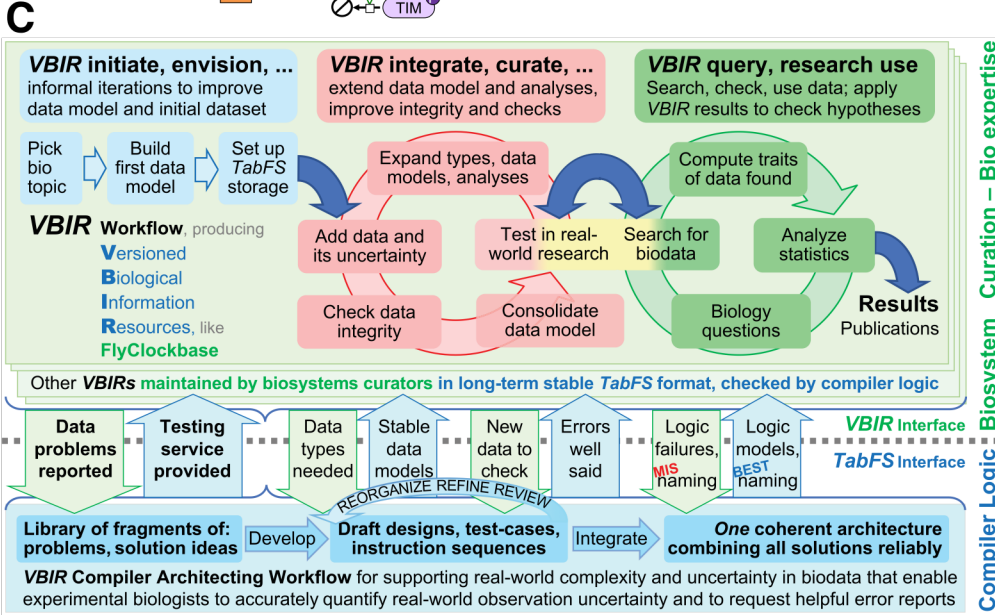 C
TIM
VBIR initiate, envision, ...
informal iterations to improve
data model and initial dataset
VBIR integrate, curate, ...
extend data model and analyses,
improve integrity and checks
VBIR query, research use
Search, check, use data; apply
VBIR results to check hypotheses
Pick
bio
topic
Build
first data
model
Set up
TabFS
storage
Expand types, data
models, analyses
Add data and
its uncertainty
Check data
integrity
Consolidate
data model
Test in real-
world research
Search for
biodata
Compute traits
of data found
Analyze
statistics
Biology
questions
Results
Publications
VBIR Workflow, producing
Versioned
Biological
Information
Resources, like
FlyClockbase
Other VBIRs maintained by biosystems curators in long-term stable TabFS format, checked by compiler logic
Data
problems
reported
Testing
service
provided
Data
types
needed
Stable
data
models
New
data to
check
Errors
well
said
Logic
failures,
MIS
naming
Logic
models,
BEST
naming
VBIR Interface
TabFS Interface
REORGANIZE REFINE REVIEW
Library of fragments of:
problems, solution ideas
Develop
Draft designs, test-cases,
instruction sequences
Integrate
One coherent architecture
combining all solutions reliably
VBIR Compiler Architecting Workflow for supporting real-world complexity and uncertainty in biodata that enable
experimental biologists to accurately quantify real-world observation uncertainty and to request helpful error reports
Compiler Logic
Biosystem Curation – Bio expertise